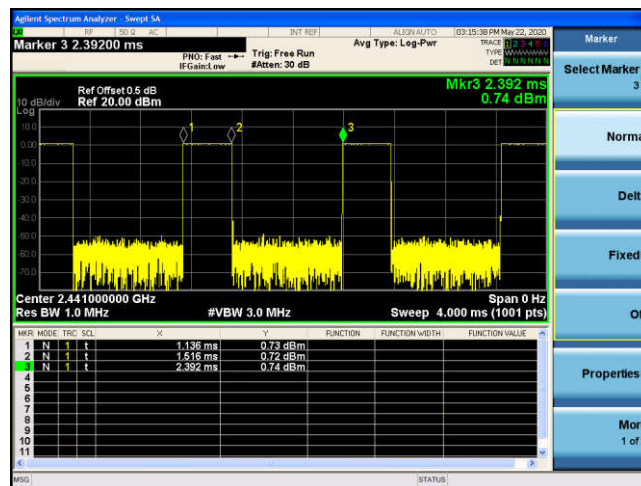 Agilent Spectrum Analyzer - Swept SA
RF 50 Ω AC INT REF ALIGN AUTO 03:15:38 PM May 22, 2020
Marker 3 2.39200 ms
PNO: Fast
IFGain:Low
Trig: Free Run
#Atten: 30 dB
Avg Type: Log-Pwr
TRACE 1 2 3 4 5 6
TYPE
DET N N N N N N
Marker
Select Marker
3
Norma
Delt
Fixed
Of
Properties
Mor
1 of
Ref Offset 0.5 dB
Ref 20.00 dBm
Mkr3 2.392 ms
0.74 dBm
10 dB/div
Log
10.0
0.00
-10.0
-20.0
-30.0
-40.0
-50.0
-60.0
-70.0
1
2
3
Center 2.441000000 GHz
Span 0 Hz
Res BW 1.0 MHz
#VBW 3.0 MHz
Sweep 4.000 ms (1001 pts)
MKR MODE TRC SCL X Y FUNCTION FUNCTION WIDTH FUNCTION VALUE
1 N 1 t 1.136 ms 0.73 dBm
2 N 1 t 1.516 ms 0.72 dBm
3 N 1 t 2.392 ms 0.74 dBm
4
5
6
7
8
9
10
11
MSG
STATUS